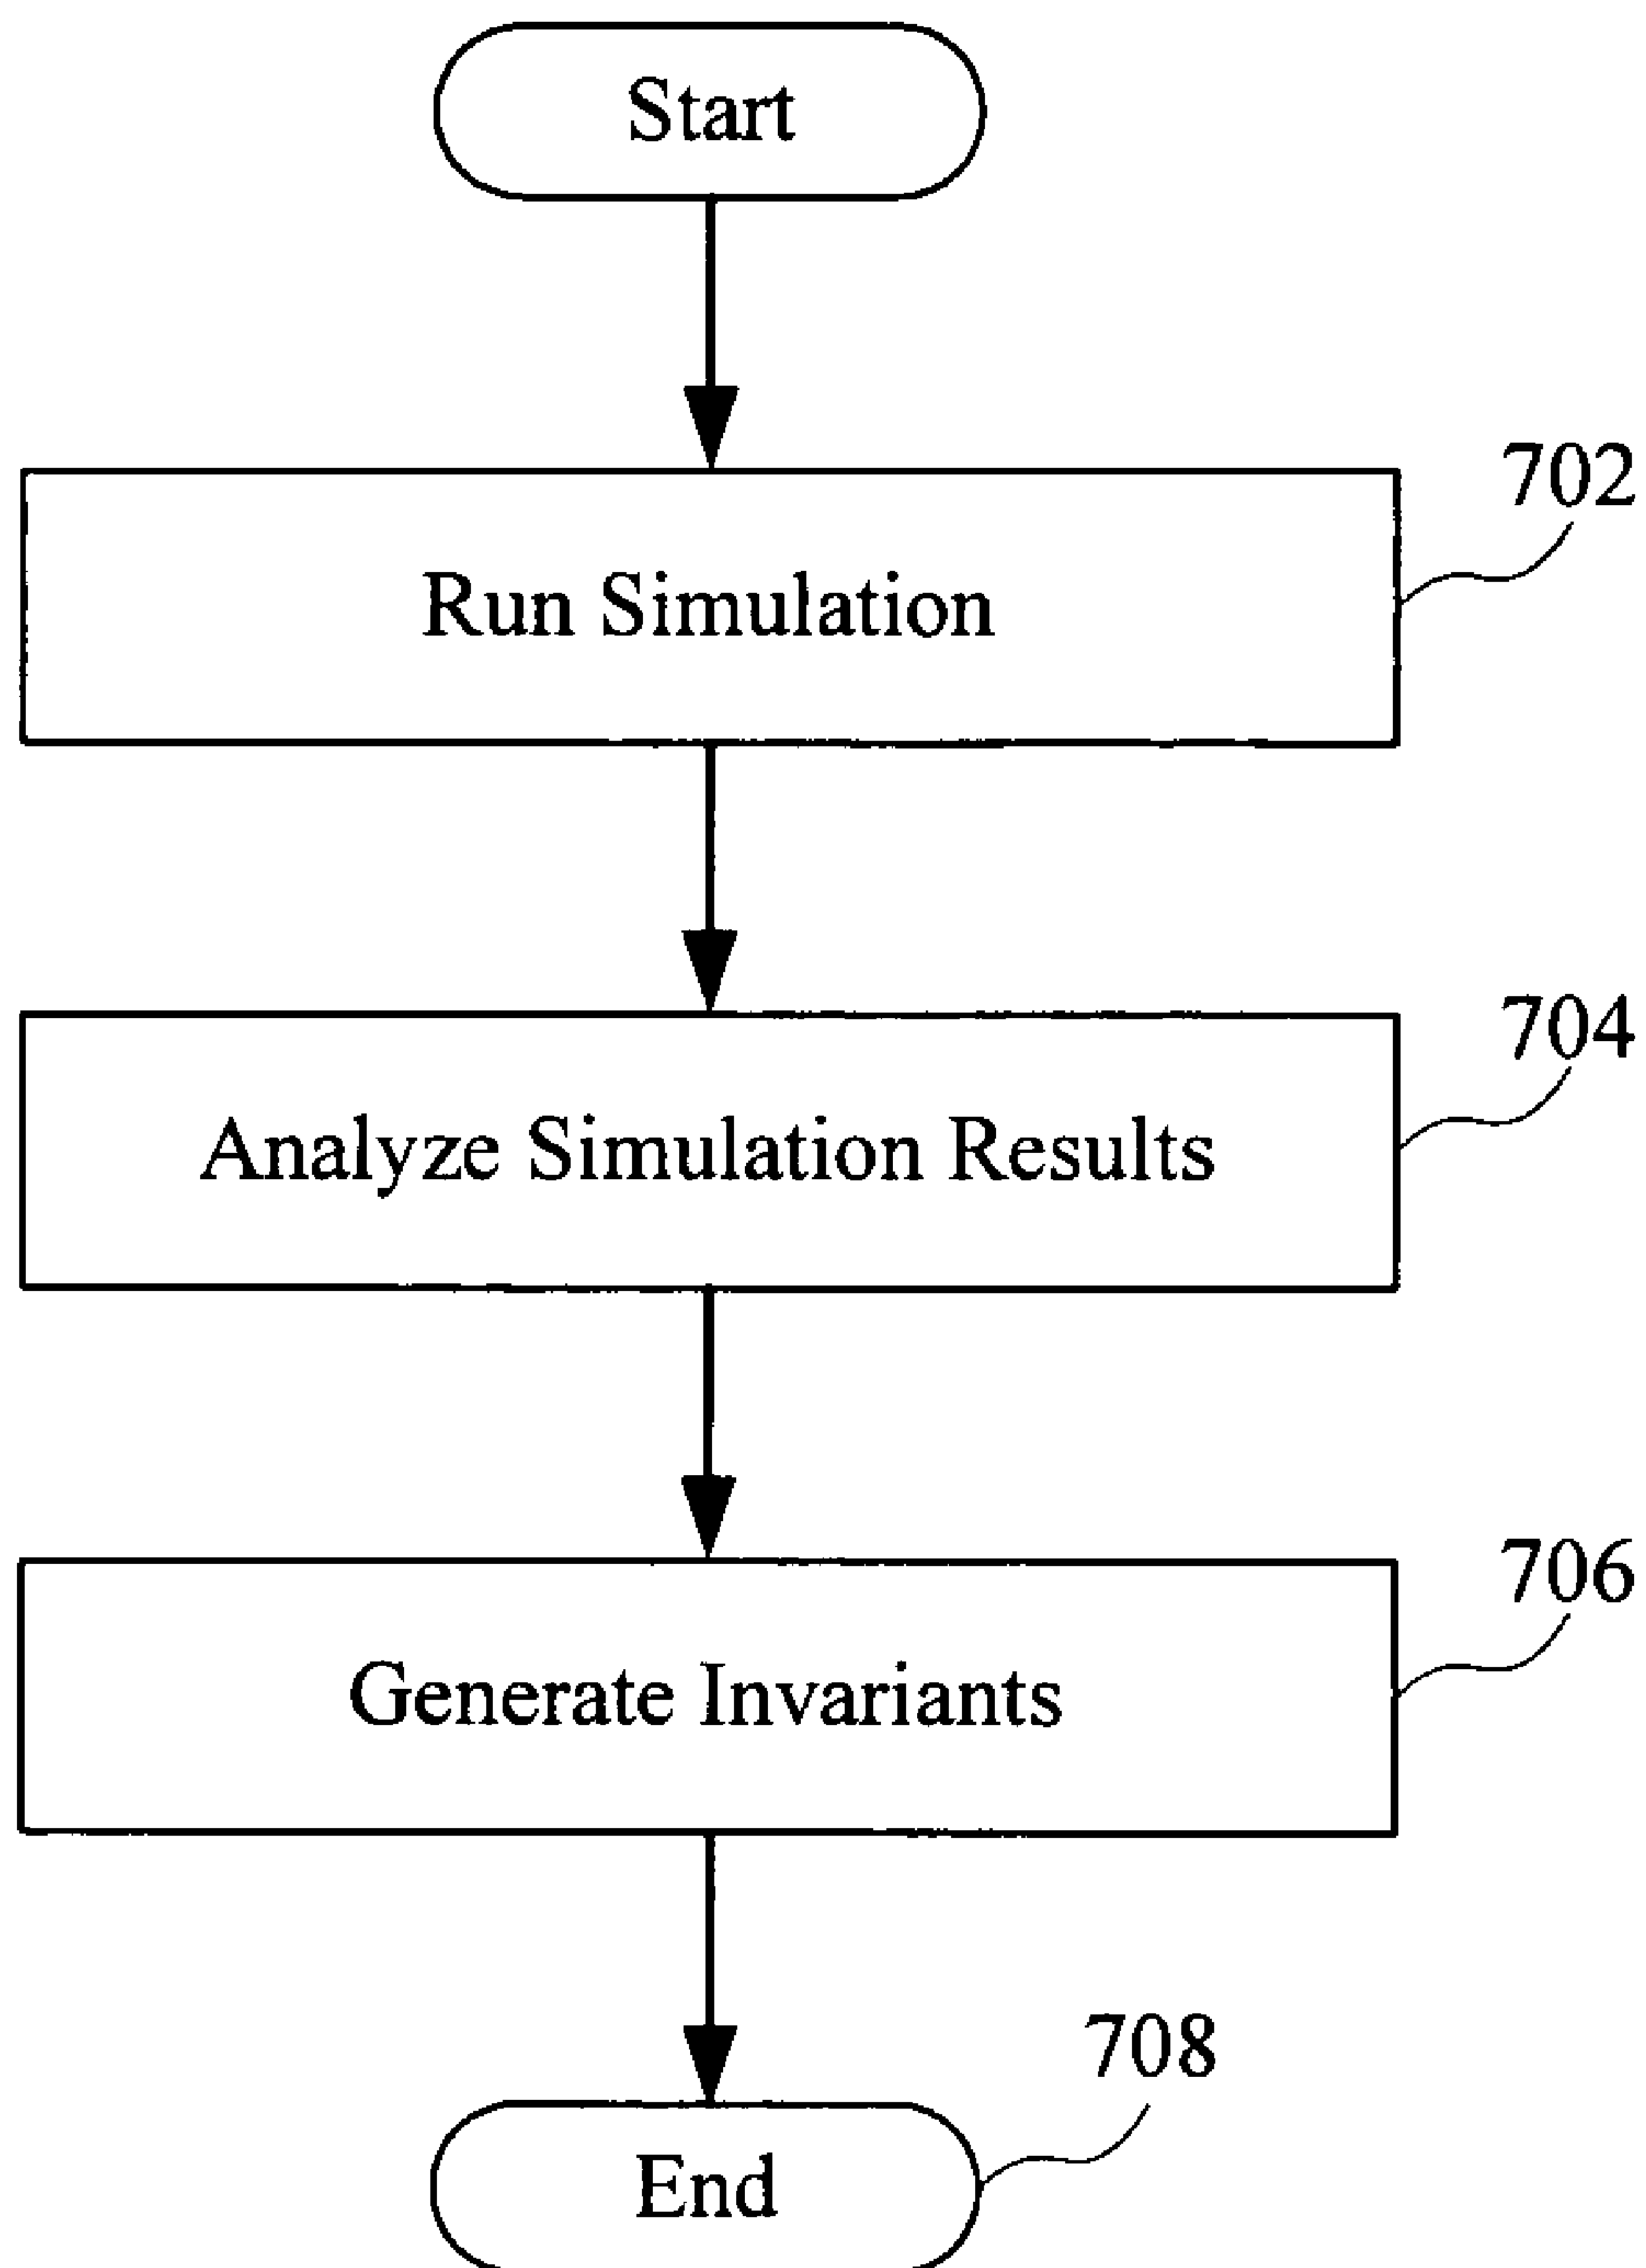 Start
702
Run Simulation
704
Analyze Simulation Results
706
Generate Invariants
708
End